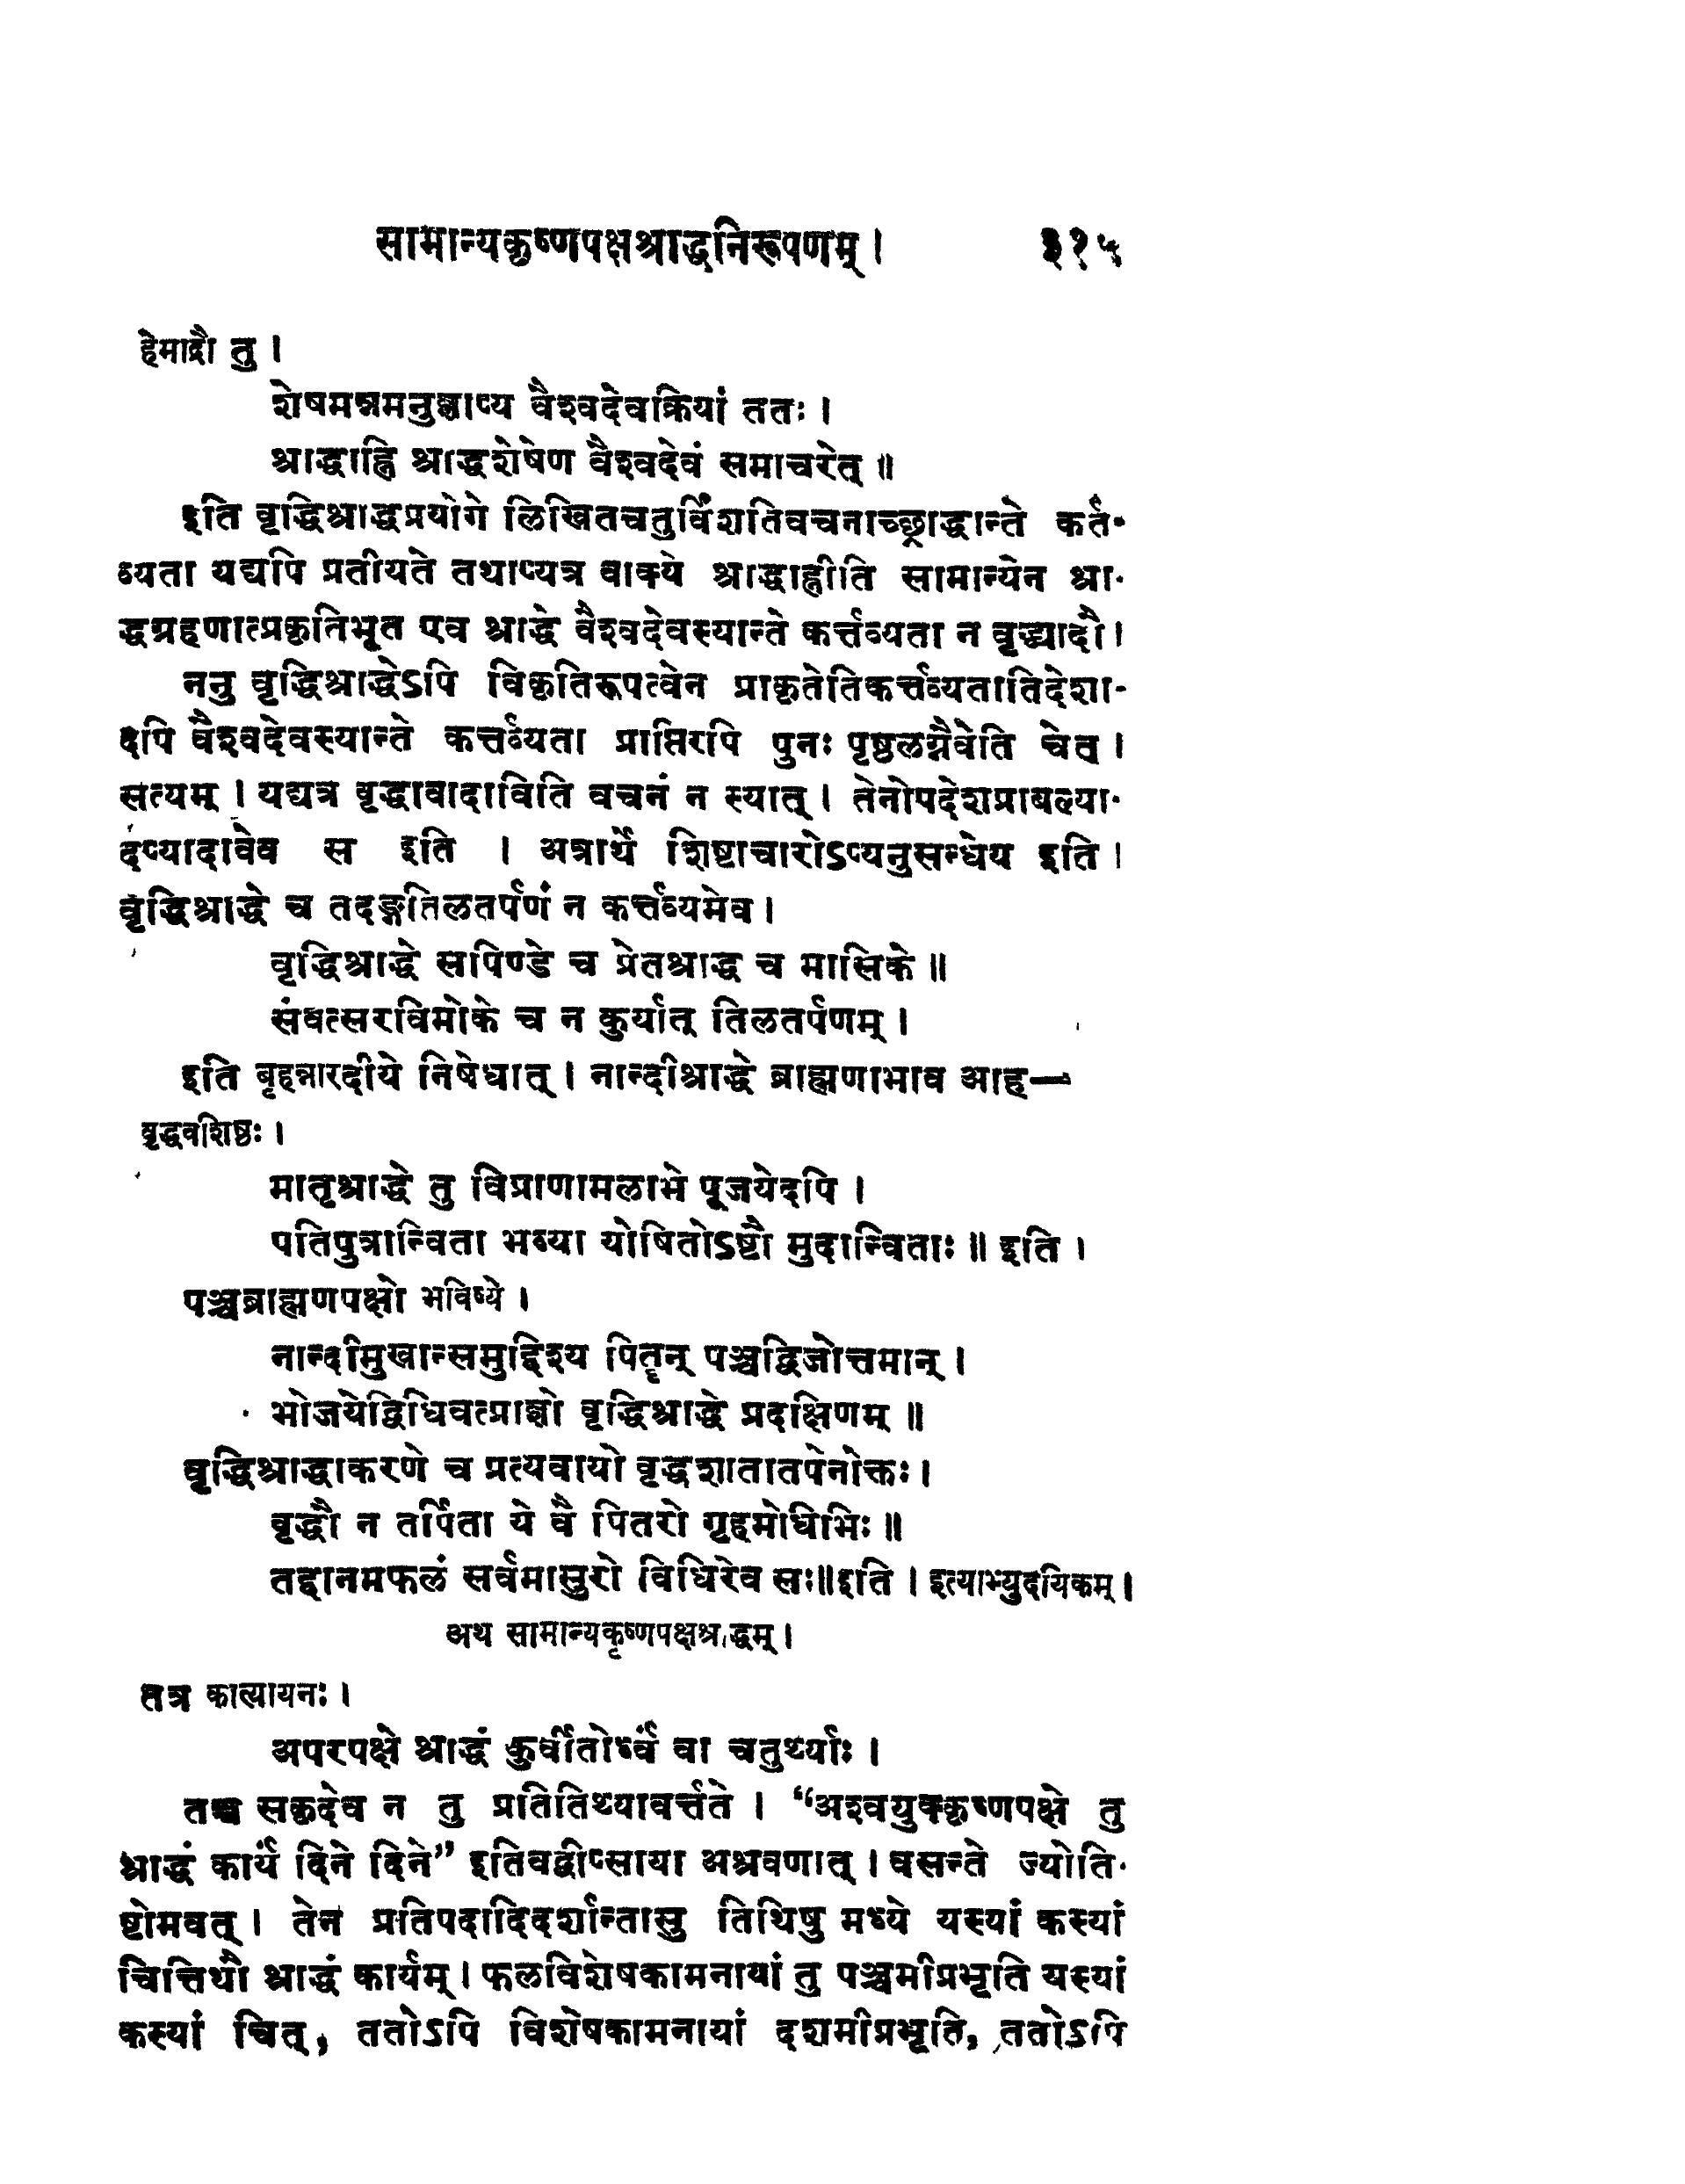 सामान्यकृष्णपक्षश्राद्धनिरूपणम् । ३१५
हेमाद्रौ तु ।
शेषमन्नमनुज्ञाप्य वैश्वदेवक्रियां ततः ।
श्राद्धाह्नि श्राद्धशेषेण वैश्वदेवं समाचरेत् ॥
इति वृद्धिश्राद्धप्रयोगे लिखितचतुर्विंशतिवचनाच्छ्राद्धान्ते कर्त-
व्यता यद्यपि प्रतीयते तथाप्यत्र वाक्ये श्राद्धाह्नीति सामान्येन श्रा-
द्धग्रहणात्प्रकृतिभूत एव श्राद्धे वैश्वदेवस्यान्ते कर्त्तव्यता न वृद्ध्यादौ ।
ननु वृद्धिश्राद्धेऽपि विकृतिरूपत्वेन प्राकृतेतिकर्त्तव्यतातिदेशा-
दपि वैश्वदेवस्यान्ते कर्त्तव्यता प्राप्तिरपि पुनः पृष्ठलग्नैवेति चेत् ।
सत्यम् । यद्यत्र वृद्धावादाविति वचनं न स्यात् । तेनोपदेशप्राबल्या-
दप्यादावेव स इति । अत्रार्थे शिष्टाचारोऽप्यनुसन्धेय इति ।
वृद्धिश्राद्धे च तदङ्गतिलतर्पणं न कर्त्तव्यमेव ।
वृद्धिश्राद्धे सपिण्डे च प्रेतश्राद्ध च मासिके ॥
संवत्सरविमोके च न कुर्यात् तिलतर्पणम् ।
इति बृहन्नारदीये निषेधात् । नान्दीश्राद्धे ब्राह्मणाभाव आह—
वृद्धवशिष्ठः ।
मातृश्राद्धे तु विप्राणामलाभे पूजयेदपि ।
पतिपुत्रान्विता भव्या योषितोऽष्टौ मुदान्विताः ॥ इति ।
पञ्चब्राह्मणपक्षो भविष्ये ।
नान्दीमुखान्समुद्दिश्य पितॄन् पञ्चद्विजोत्तमान् ।
भोजयेद्विधिवत्प्राज्ञो वृद्धिश्राद्धे प्रदक्षिणम् ॥
वृद्धिश्राद्धाकरणे च प्रत्यवायो वृद्धशातातपेनोक्तः ।
वृद्धौ न तर्पिता ये वै पितरो गृहमेधिभिः ॥
तद्दानमफलं सर्वमासुरो विधिरेव सः॥इति । इत्याभ्युदयिकम् ।
अथ सामान्यकृष्णपक्षश्राद्धम् ।
तत्र कात्यायनः ।
अपरपक्षे श्राद्धं कुर्वीतोर्ध्वं वा चतुर्थ्याः ।
तच्च सकृदेव न तु प्रतितिथ्यावर्त्तते । “अश्वयुक्कृष्णपक्षे तु
श्राद्धं कार्यं दिने दिने” इतिवद्वीप्साया अश्रवणात् । वसन्ते ज्योति-
ष्टोमवत् । तेन प्रतिपदादिदर्शान्तासु तिथिषु मध्ये यस्यां कस्यां
चित्तिथौ श्राद्धं कार्यम् । फलविशेषकामनायां तु पञ्चमीप्रभृति यस्यां
कस्यां चित्, ततोऽपि विशेषकामनायां दशमीप्रभृति, ततोऽपि